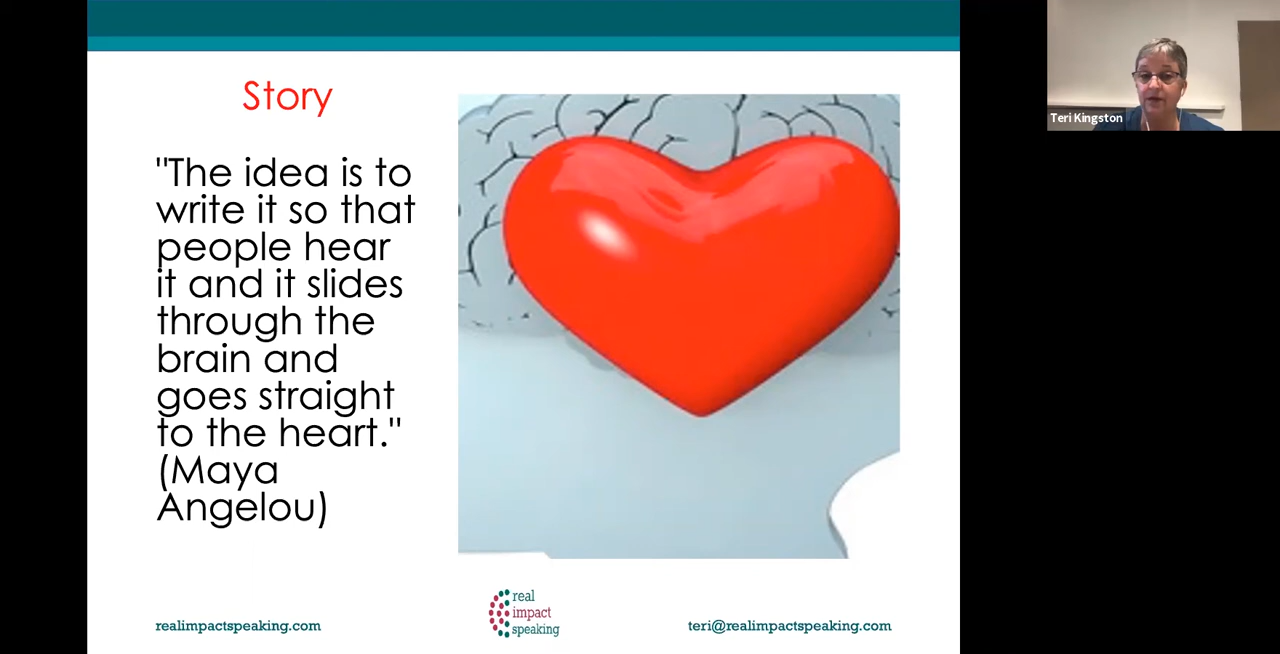 Story
"The idea is to
write it so that
people hear
it and it slides
through the
brain and
goes straight
to the heart."
(Maya
Angelou)
realimpactspeaking.com
real
impact
speaking
teri@realimpactspeaking.com
Teri Kingston